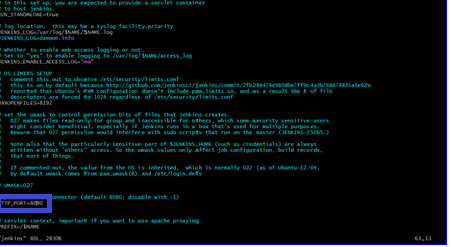 # in this set up, you are expected to provide a servlet container
# to host jenkins.
RUN_STANDALONE=true
# log location. this may be a syslog facility.priority
JENKINS_LOG=/var/log/$NAME/$NAME.log
#JENKINS_LOG=daemon.info
# Whether to enable web access logging or not.
# Set to "yes" to enable logging to /var/log/$NAME/access_log
JENKINS_ENABLE_ACCESS_LOG="no"
# OS LIMITS SETUP
# comment this out to observe /etc/security/limits.conf
# this is on by default because http://github.com/jenkinsci/jenkins/commit/
# reported that Ubuntu's PAM configuration doesn't include pam_limits.so, and as a result the # of file
# descriptors are forced to 1024 regardless of /etc/security/limits.conf
MAXOPENFILES=8192
# set the umask to control permission bits of files that Jenkins creates.
# 027 makes files read-only for group and inaccessible for others, which some security sensitive users
# might consider benefitial, especially if Jenkins runs in a box that's used for multiple purposes.
# Beware that 027 permission would interfere with sudo scripts that run on the master (JENKINS-25065.)
#
# Note also that the particularly sensitive part of $JENKINS_HOME (such as credentials) are always
# written without 'others' access. So the umask values only affect job configuration, build records,
# that sort of things.
#
# If commented out, the value from the OS is inherited, which is normally 022 (as of Ubuntu 12.04,
# by default umask comes from pam_umask(8) and /etc/login.defs
# UMASK=027
connector (default 8080; disable with -1)
TTP_PORT=8090
# servlet context, important if you want to use apache proxying
PREFIX=/$NAME
"jenkins" 80L, 2830B 63,13